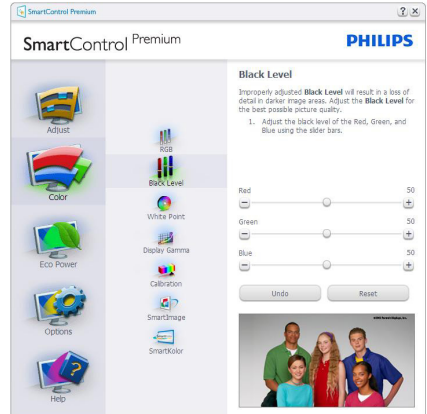 SmartControl Premium
? ×
SmartControl Premium
PHILIPS
Adjust
Color
Eco Power
Options
Help
RGB
Black Level
White Point
Display Gamma
Calibration
SmartImage
SmartKolor
Black Level
Improperly adjusted Black Level will result in a loss of
detail in darker image areas. Adjust the Black Level for
the best possible picture quality.
1. Adjust the black level of the Red, Green, and
Blue using the slider bars.
Red 50
Green 50
Blue 50
Undo Reset